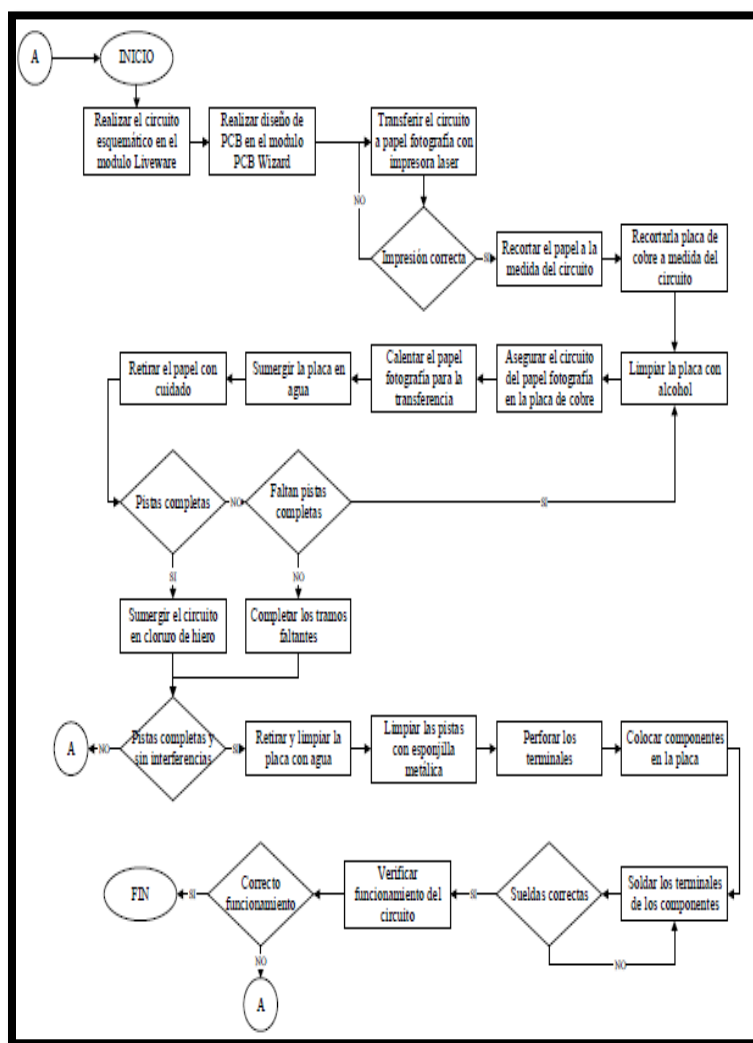 A
INICIO
Realizar el circuito
esquemático en el
modulo Liveware
Realizar diseño de
PCB en el modulo
PCB Wizard
Transferir el circuito
a papel fotografía con
impresora laser
NO
Impresión correcta
SI
Recortar el papel a la
medida del circuito
Recortarla placa de
cobre a medida del
circuito
Retirar el papel con
cuidado
Sumergir la placa en
agua
Calentar el papel
fotografía para la
transferencia
Asegurar el circuito
del papel fotografía
en la placa de cobre
Limpiar la placa con
alcohol
Pistas completas
NO
Faltan pistas
completas
SI
SI
NO
Sumergir el circuito
en cloruro de hiero
Completar los tramos
faltantes
A
NO
Pistas completas y
sin interferencias
SI
Retirar y limpiar la
placa con agua
Limpiar las pistas
con esponjilla
metálica
Perforar los
terminales
Colocar componentes
en la placa
FIN
SI
Correcto
funcionamiento
Verificar
funcionamiento del
circuito
SI
Sueldas correctas
Soldar los terminales
de los componentes
NO
NO
A